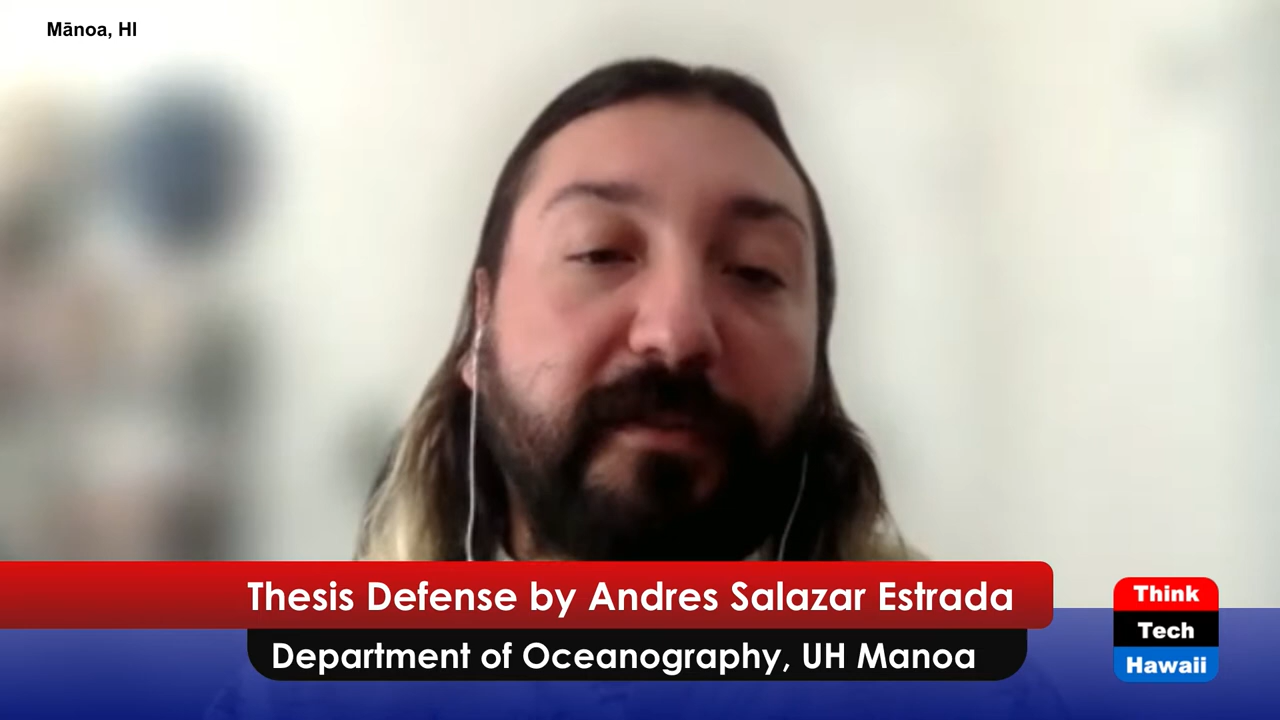 Mānoa, HI
Thesis Defense by Andres Salazar Estrada
Department of Oceanography, UH Manoa
Think
Tech
Hawaii